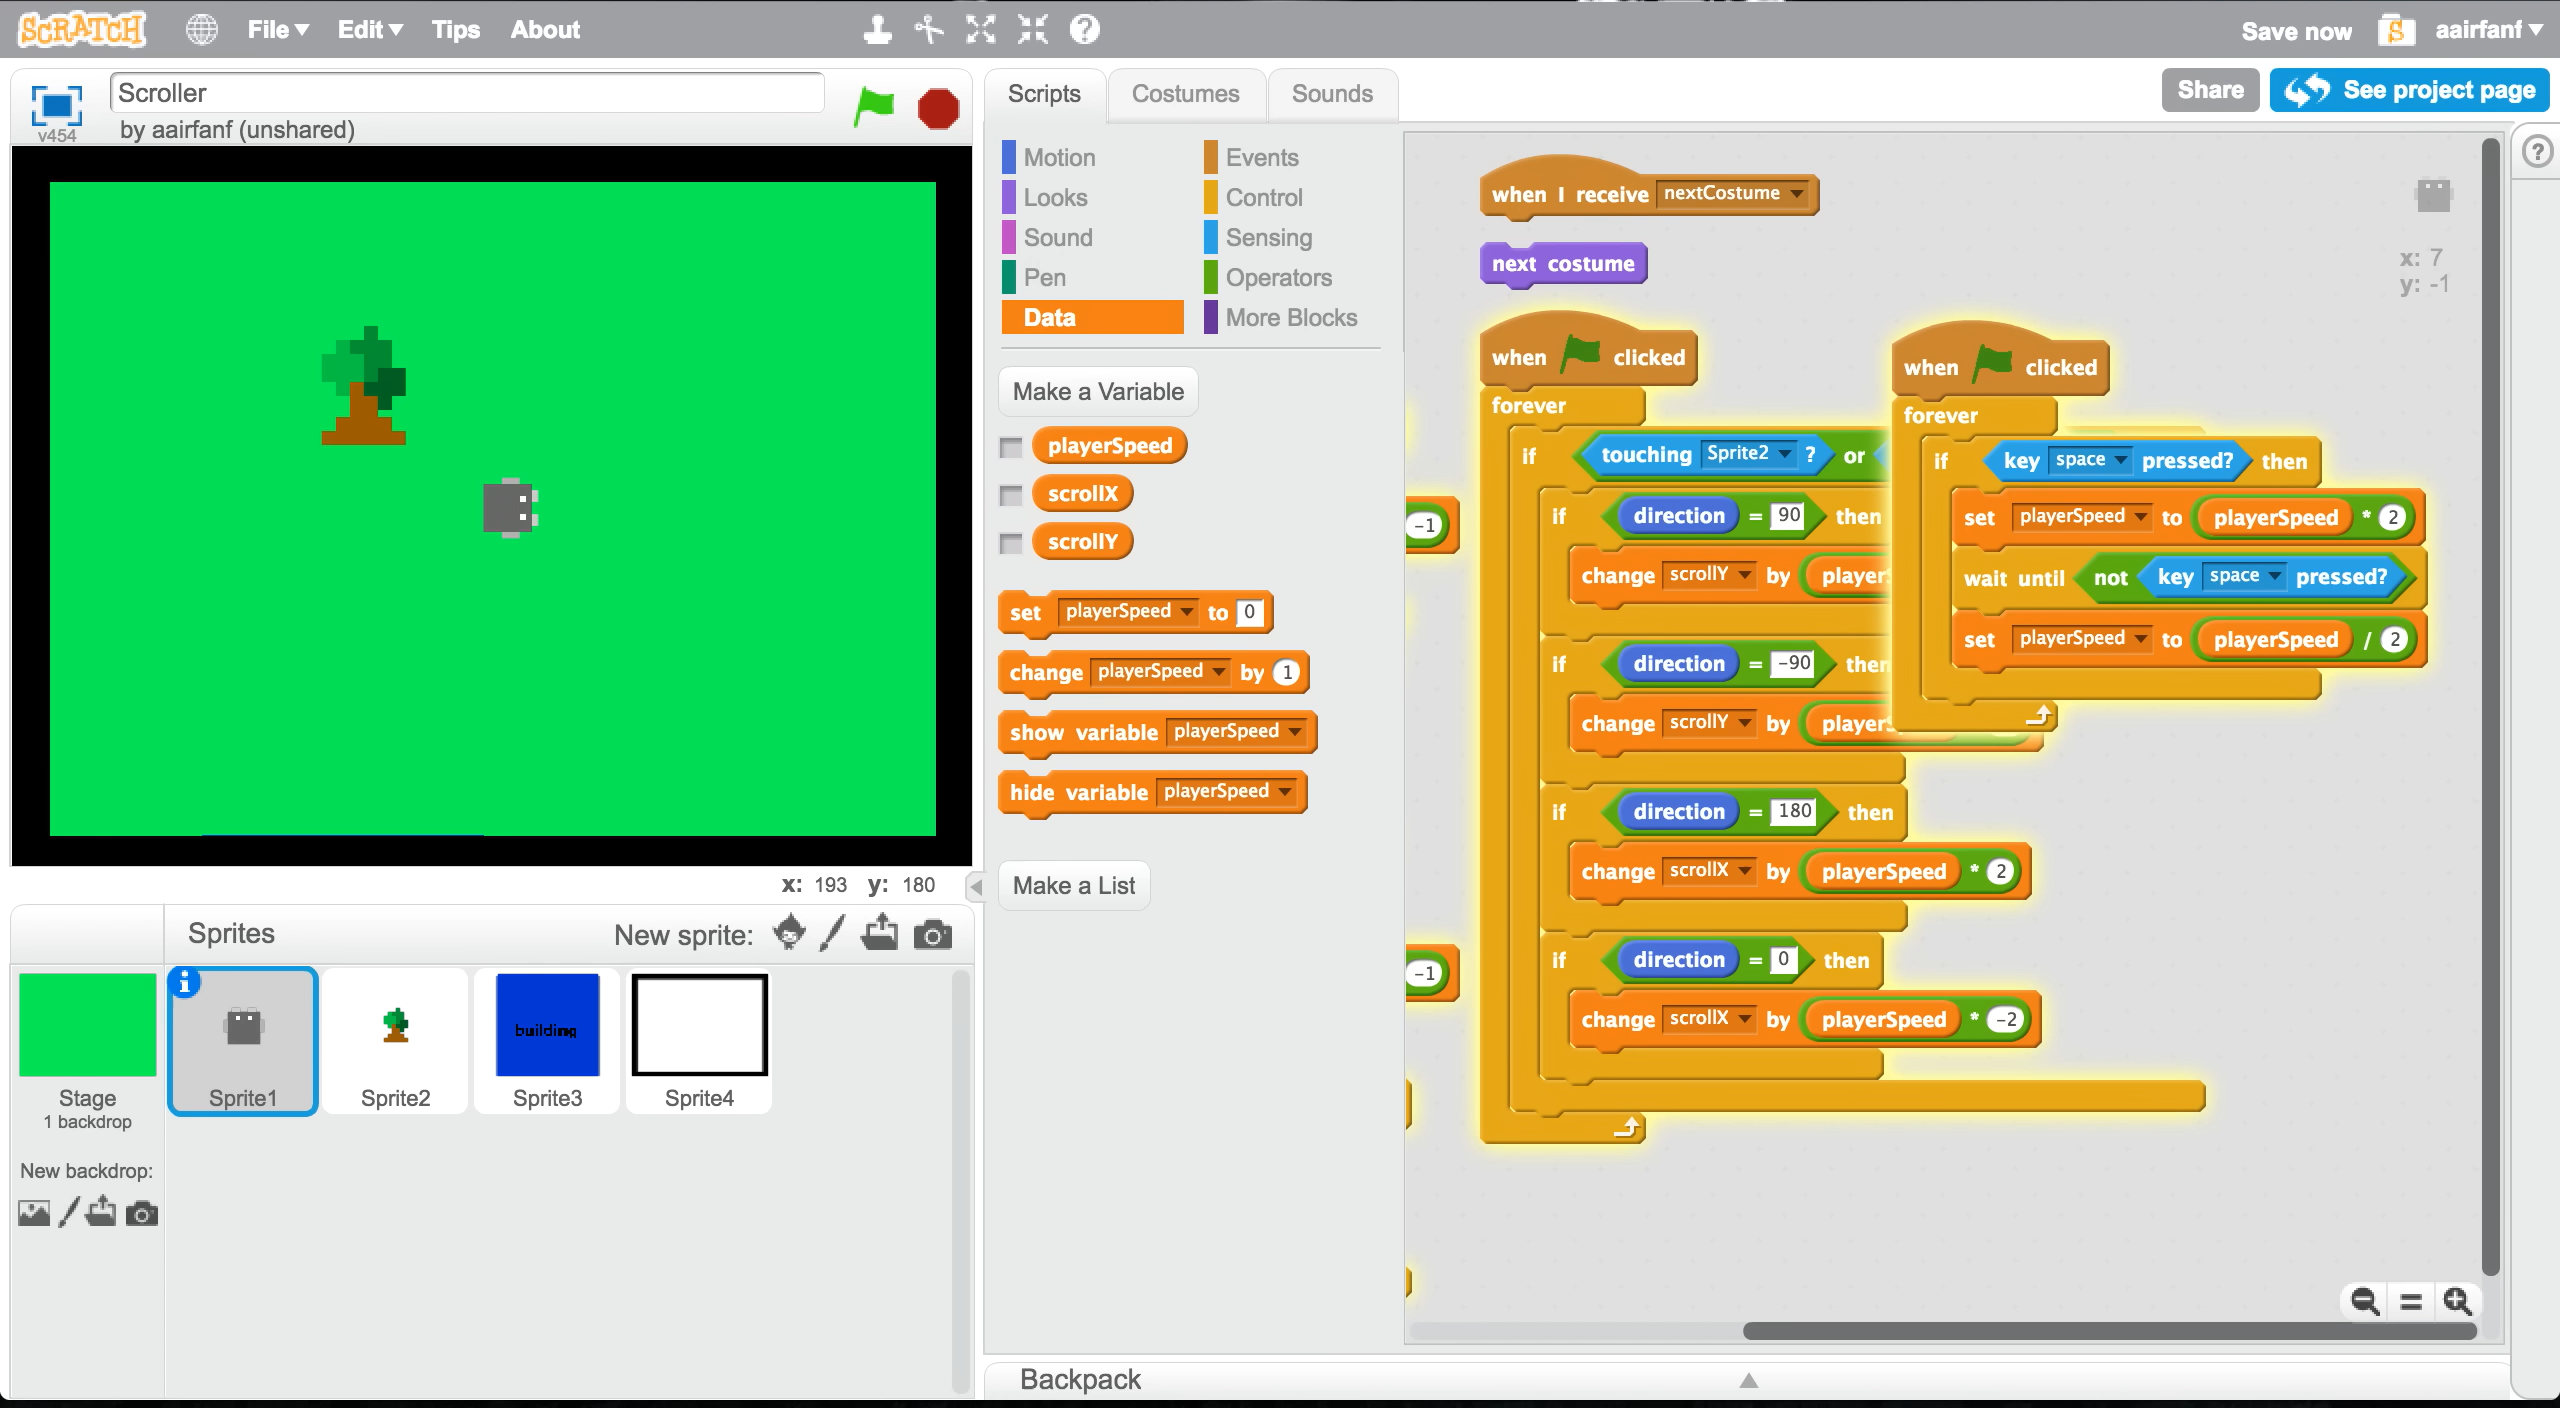 SCRATCH File Edit Tips About Save now S aairfanf
v454 Scroller
by aairfanf (unshared)
Scripts Costumes Sounds Share See project page
Motion Events
Looks Control
Sound Sensing
Pen Operators
Data More Blocks
Make a Variable
playerSpeed
scrollX
scrollY
set playerSpeed to 0
change playerSpeed by 1
show variable playerSpeed
hide variable playerSpeed
Make a List
when I receive nextCostume
next costume
x: 7
y: -1
-1
-1
when clicked
forever
if touching Sprite2 ? or
if direction = 90 then
change scrollY by
if direction = -90 then
change scrollY by
if direction = 180 then
change scrollX by playerSpeed * 2
if direction = 0 then
change scrollX by playerSpeed * -2
when clicked
forever
if key space pressed? then
set playerSpeed to playerSpeed * 2
wait until not key space pressed?
set playerSpeed to playerSpeed / 2
x: 193 y: 180
Sprites New sprite:
building
Stage
1 backdrop
New backdrop:
i
Sprite1 Sprite2 Sprite3 Sprite4
Backpack